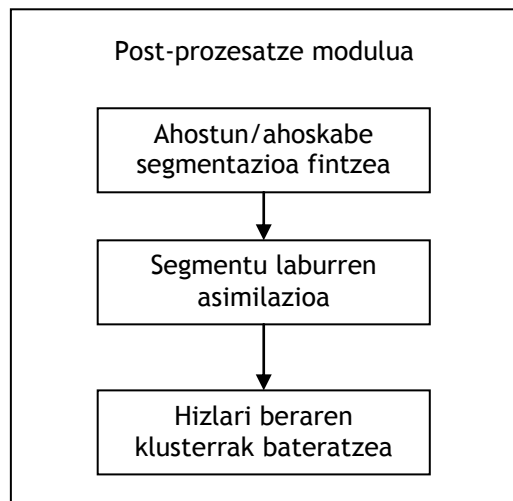 Post-prozesatze modulua
Ahostun/ahoskabe
segmentazioa fintzea
Segmentu laburren
asimilazioa
Hizlari beraren
klusterrak bateratzea